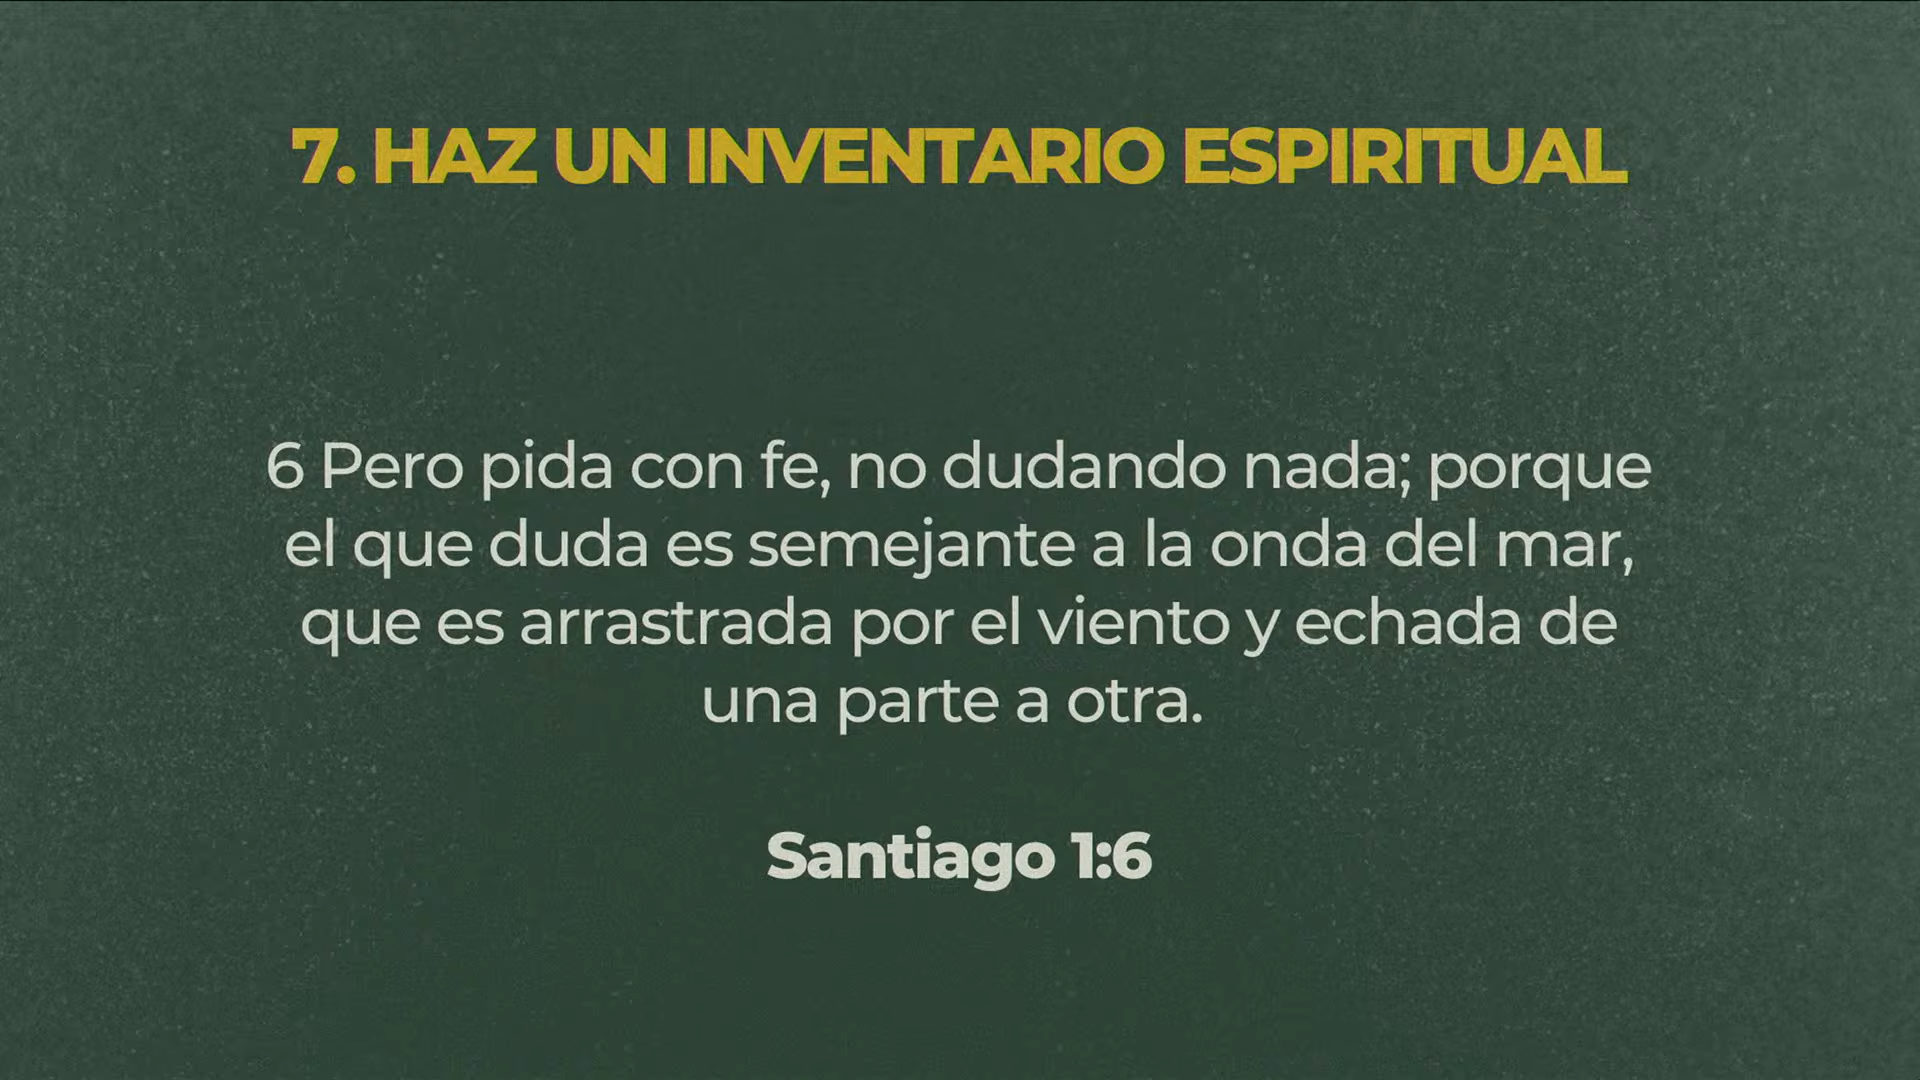 7. HAZ UN INVENTARIO ESPIRITUAL
6 Pero pida con fe, no dudando nada; porque
el que duda es semejante a la onda del mar,
que es arrastrada por el viento y echada de
una parte a otra.
Santiago 1:6